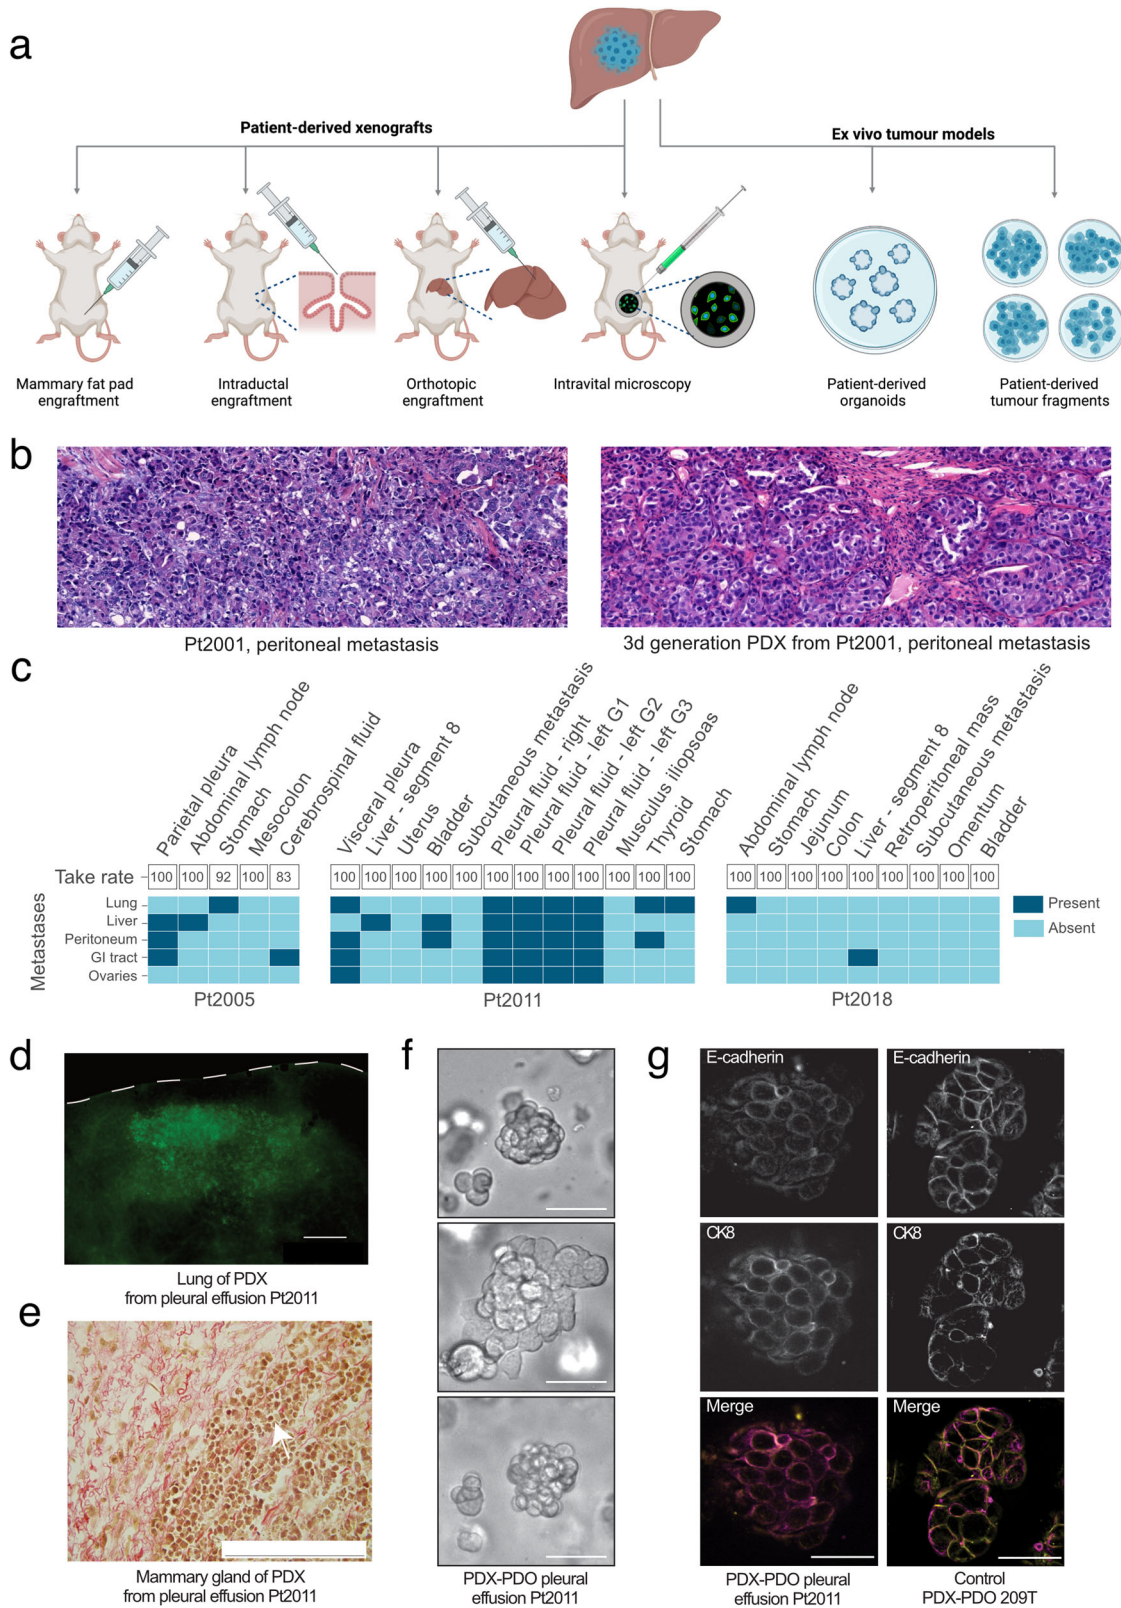 a
Patient-derived xenografts
Ex vivo tumour models
Mammary fat pad
engraftment
Intraductal
engraftment
Orthotopic
engraftment
Intravital microscopy
Patient-derived
organoids
Patient-derived
tumour fragments
b
Pt2001, peritoneal metastasis
3d generation PDX from Pt2001, peritoneal metastasis
c
Parietal pleura
Abdominal lymph node
Stomach
Mesocolon
Cerebrospinal fluid
Visceral pleura
Liver - segment 8
Uterus
Bladder
Subcutaneous metastasis
Pleural fluid - right
Pleural fluid - left G1
Pleural fluid - left G2
Pleural fluid - left G3
Musculus iliopsoas
Thyroid
Stomach
Abdominal lymph node
Stomach
Jejunum
Colon
Liver - segment 8
Retroperitoneal mass
Subcutaneous metastasis
Omentum
Bladder
Take rate 100 100 92 100 83 100 100 100 100 100 100 100 100 100 100 100 100 100 100 100 100 100 100 100 100 100
Metastases
Lung
Liver
Peritoneum
GI tract
Ovaries
Present
Absent
Pt2005
Pt2011
Pt2018
d
Lung of PDX
from pleural effusion Pt2011
e
Mammary gland of PDX
from pleural effusion Pt2011
f
PDX-PDO pleural
effusion Pt2011
g
E-cadherin
E-cadherin
CK8
CK8
Merge
Merge
PDX-PDO pleural
effusion Pt2011
Control
PDX-PDO 209T